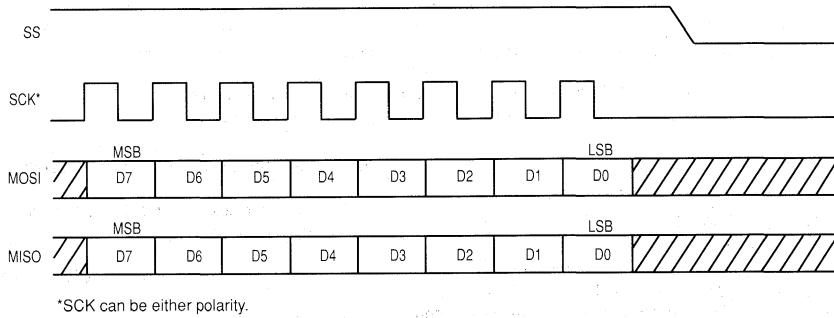 SS
SCK*
MSB LSB
MOSI D7 D6 D5 D4 D3 D2 D1 D0
MSB LSB
MISO D7 D6 D5 D4 D3 D2 D1 D0
*SCK can be either polarity.